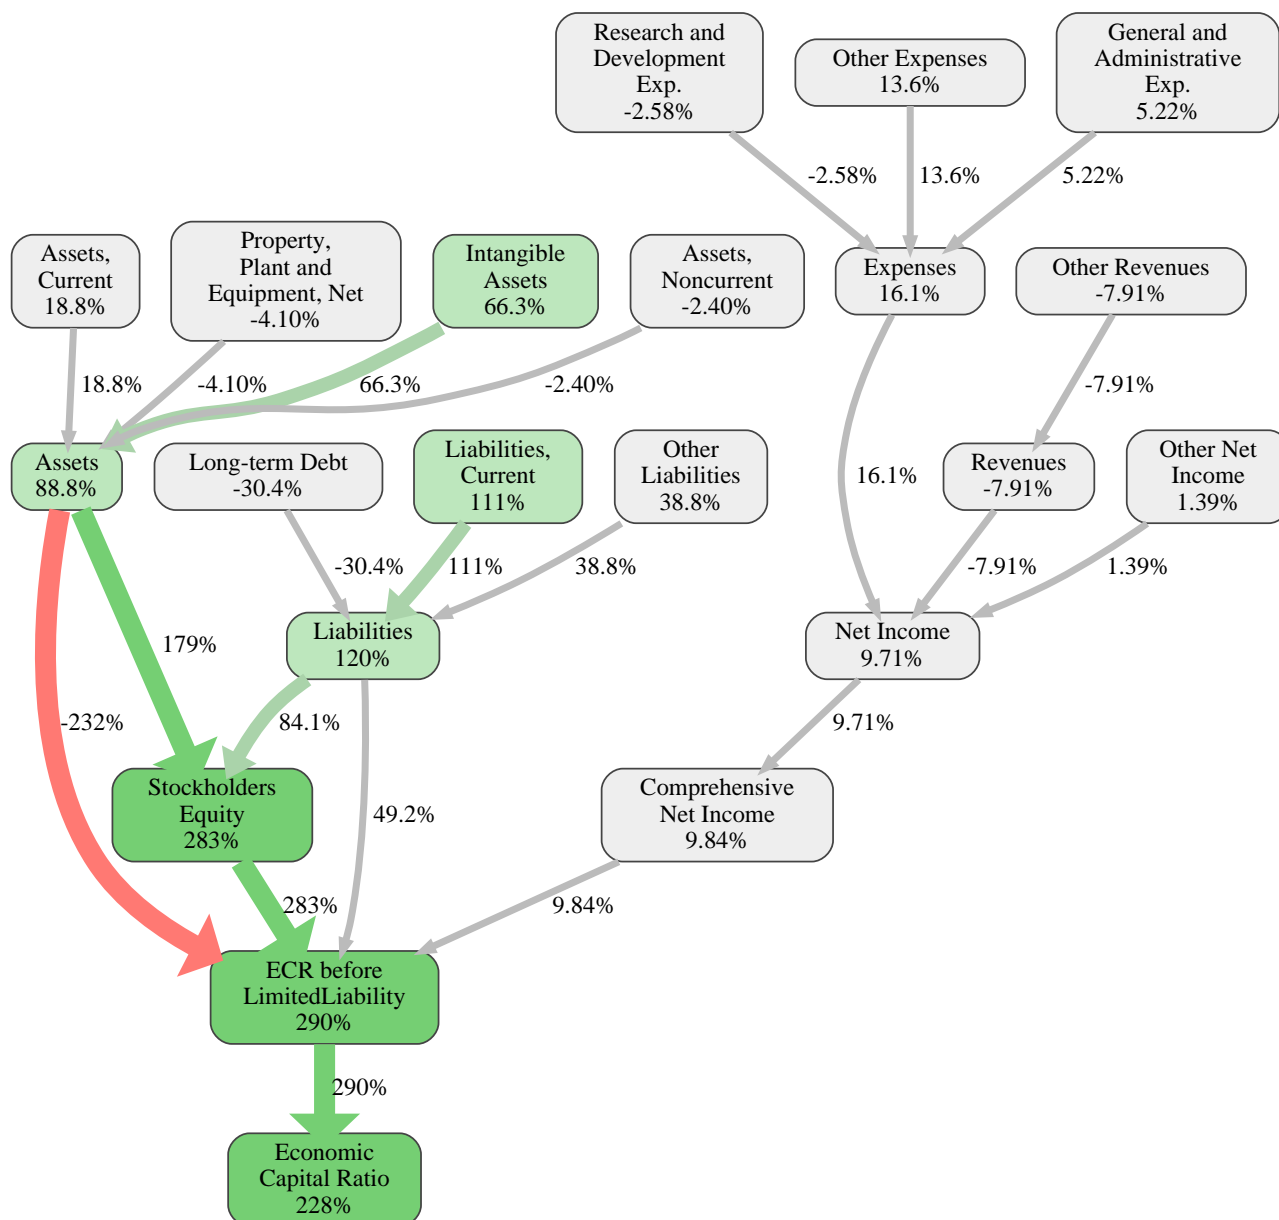 Research and
Development
Exp.
-2.58%
Other Expenses
13.6%
General and
Administrative
Exp.
5.22%
-2.58%
13.6%
5.22%
Assets,
Current
18.8%
Property,
Plant and
Equipment, Net
-4.10%
Intangible
Assets
66.3%
Assets,
Noncurrent
-2.40%
Expenses
16.1%
Other Revenues
-7.91%
18.8%
-4.10%
66.3%
-2.40%
-7.91%
Assets
88.8%
Long-term Debt
-30.4%
Liabilities,
Current
111%
Other
Liabilities
38.8%
16.1%
Revenues
-7.91%
Other Net
Income
1.39%
-30.4%
111%
38.8%
-7.91%
1.39%
Liabilities
120%
Net Income
9.71%
179%
-232%
84.1%
9.71%
Stockholders
Equity
283%
49.2%
Comprehensive
Net Income
9.84%
283%
9.84%
ECR before
LimitedLiability
290%
290%
Economic
Capital Ratio
228%